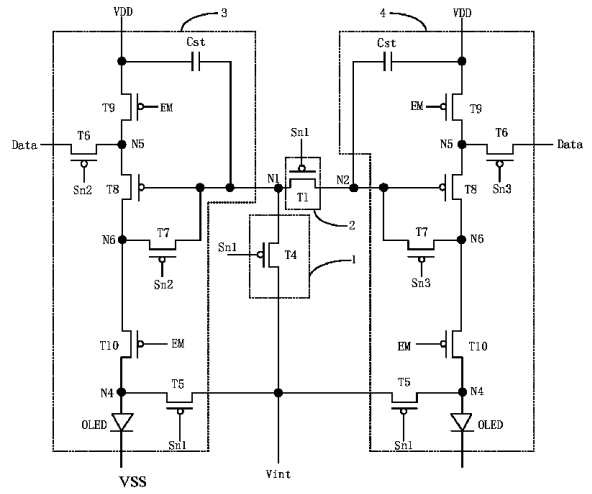 VDD 3 4 VDD
Cst Cst
T9 EM EM T9
Data T6 N5 Sn1 N5 T6 Data
Sn2 T8 N1 N2 T8 Sn3
T1
N6 T7 2 T7 N6
Sn1 T4
Sn2 1 Sn3
T10 EM EM T10
N4 T5 T5 N4
OLED Sn1 Sn1 OLED
VSS Vint